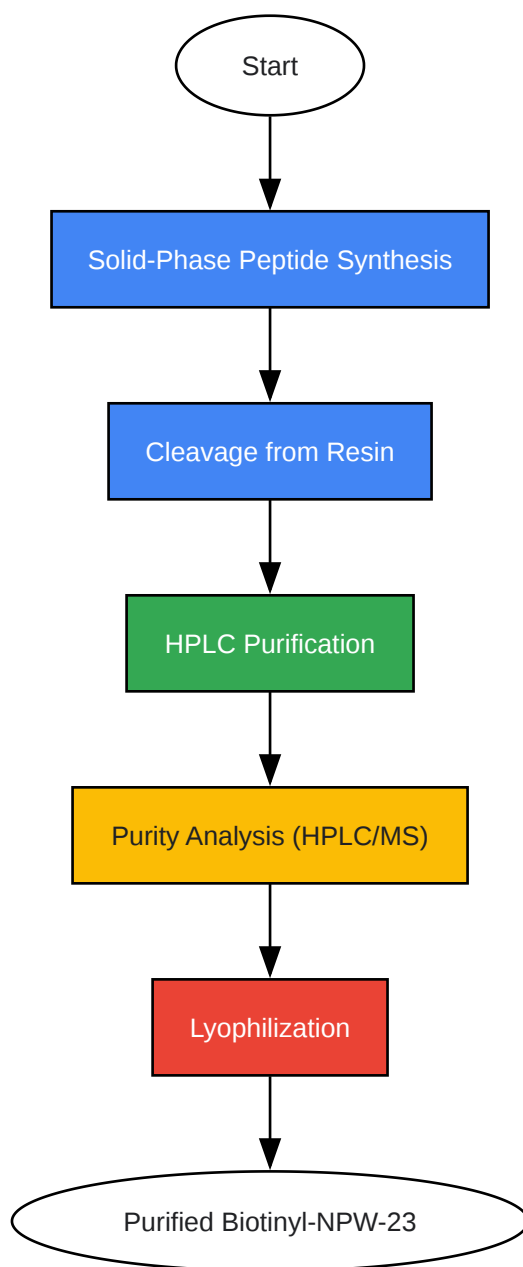 Start
Solid-Phase Peptide Synthesis
Cleavage from Resin
HPLC Purification
Purity Analysis (HPLC/MS)
Lyophilization
Purified Biotinyl-NPW-23